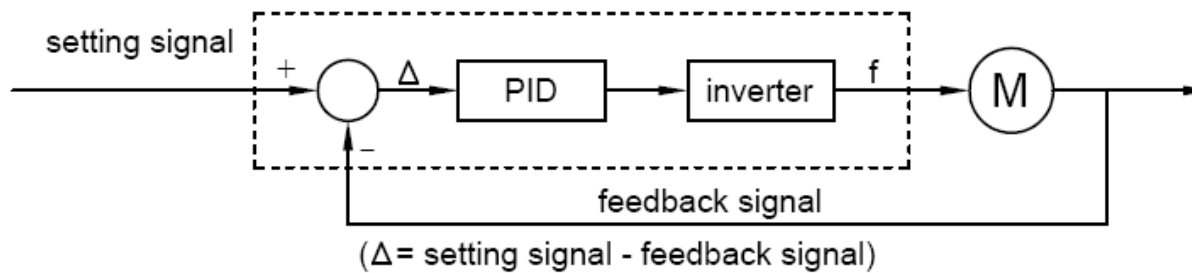 setting signal
+
Δ
PID
inverter
f
M
−
feedback signal
(Δ= setting signal - feedback signal)